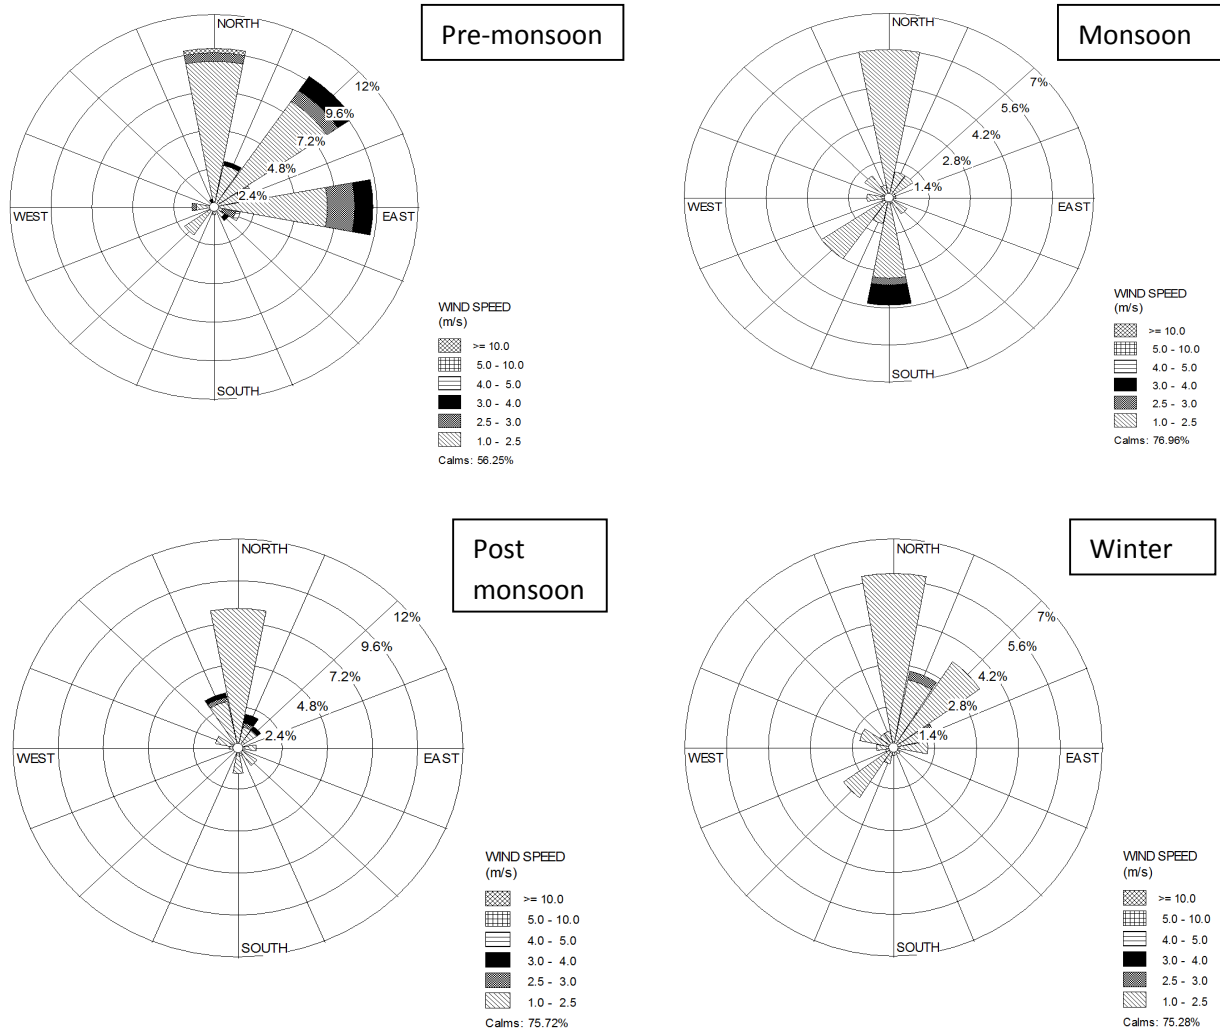 Pre-monsoon
NORTH
12%
9.6%
7.2%
4.8%
2.4%
WEST
EAST
SOUTH
WIND SPEED
(m/s)
>= 10.0
5.0 - 10.0
4.0 - 5.0
3.0 - 4.0
2.5 - 3.0
1.0 - 2.5
Calms: 56.25%
Monsoon
NORTH
7%
5.6%
4.2%
2.8%
1.4%
WEST
EAST
SOUTH
WIND SPEED
(m/s)
>= 10.0
5.0 - 10.0
4.0 - 5.0
3.0 - 4.0
2.5 - 3.0
1.0 - 2.5
Calms: 76.96%
Post
monsoon
NORTH
12%
9.6%
7.2%
4.8%
2.4%
WEST
EAST
SOUTH
WIND SPEED
(m/s)
>= 10.0
5.0 - 10.0
4.0 - 5.0
3.0 - 4.0
2.5 - 3.0
1.0 - 2.5
Calms: 75.72%
Winter
NORTH
7%
5.6%
4.2%
2.8%
1.4%
WEST
EAST
SOUTH
WIND SPEED
(m/s)
>= 10.0
5.0 - 10.0
4.0 - 5.0
3.0 - 4.0
2.5 - 3.0
1.0 - 2.5
Calms: 75.28%